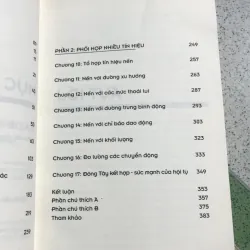 PHẦN 2: PHỐI HỢP NHIỀU TÍN HIỆU 249
Chương 10: Tổ hợp tín hiệu nến 251
Chương 11: Nến với đường xu hướng 263
Chương 12: Nến với các mức thoái lui 287
Chương 13: Nến với đường trung bình động 293
Chương 14: Nến với chỉ báo dao động 303
Chương 15: Nến với khối lượng 323
Chương 16: Đo lường các chuyển động 333
Chương 17: Đông Tây kết hợp - sức mạnh của hội tụ 349
Kết luận 353
Phần chú thích A 357
Phần chú thích B 375
Tham khảo 383